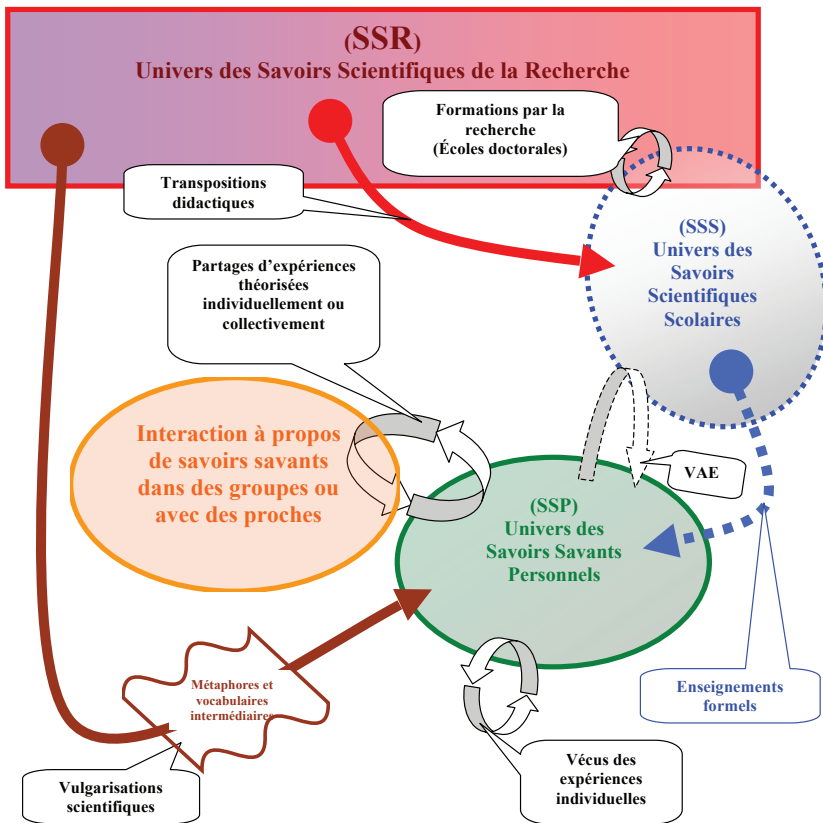 (SSR)
Univers des Savoirs Scientifiques de la Recherche
Formations par la
recherche
(Écoles doctorales)
Transpositions
didactiques
(SSS)
Univers des
Savoirs
Scientifiques
Scolaires
Partages d’expériences
théorisées
individuellement ou
collectivement
Interaction à propos
de savoirs savants
dans des groupes ou
avec des proches
VAE
(SSP)
Univers des
Savoirs Savants
Personnels
Métaphores et
vocabulaires
intermédiaires
Enseignements
formels
Vulgarisations
scientifiques
Vécus des
expériences
individuelles